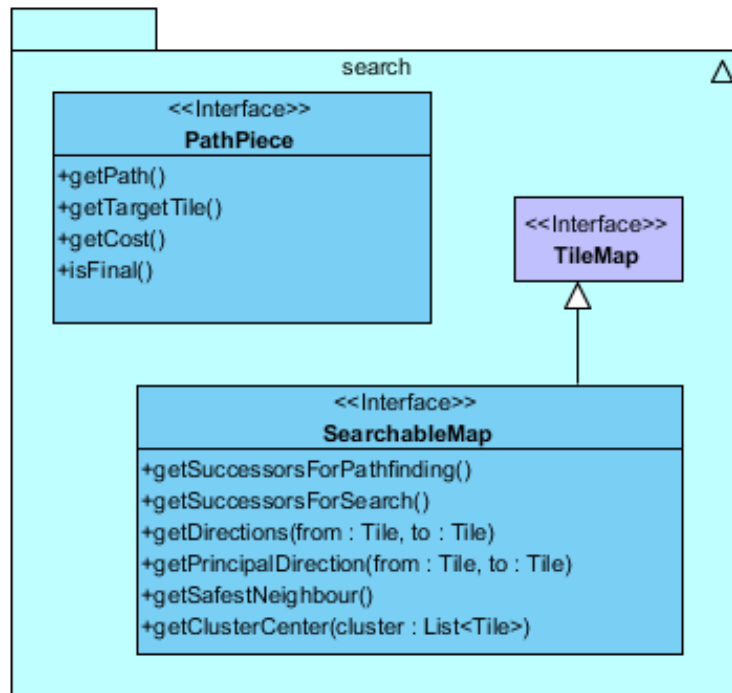 search
<<Interface>>
PathPiece
+getPath()
+getTargetTile()
+getCost()
+isFinal()
<<Interface>>
TileMap
<<Interface>>
SearchableMap
+getSuccessorsForPathfinding()
+getSuccessorsForSearch()
+getDirections(from : Tile, to : Tile)
+getPrincipalDirection(from : Tile, to : Tile)
+getSafestNeighbour()
+getClusterCenter(cluster : List<Tile>)